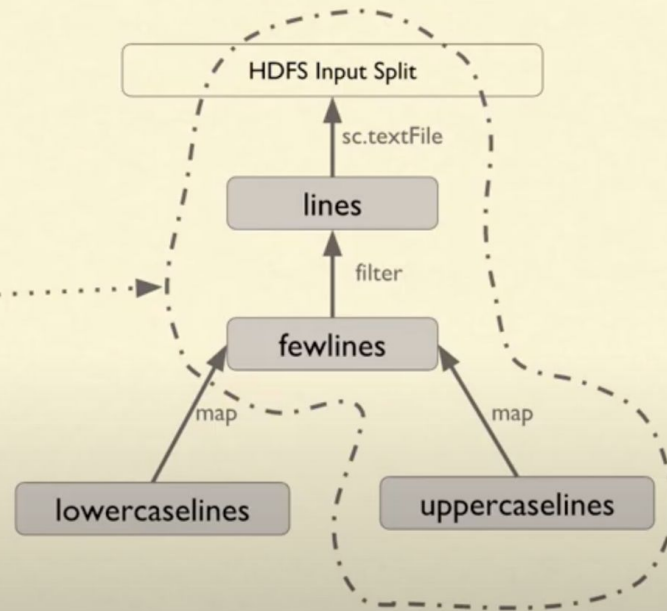 HDFS Input Split
sc.textFile
lines
filter
fewlines
map
map
lowercaselines
uppercaselines